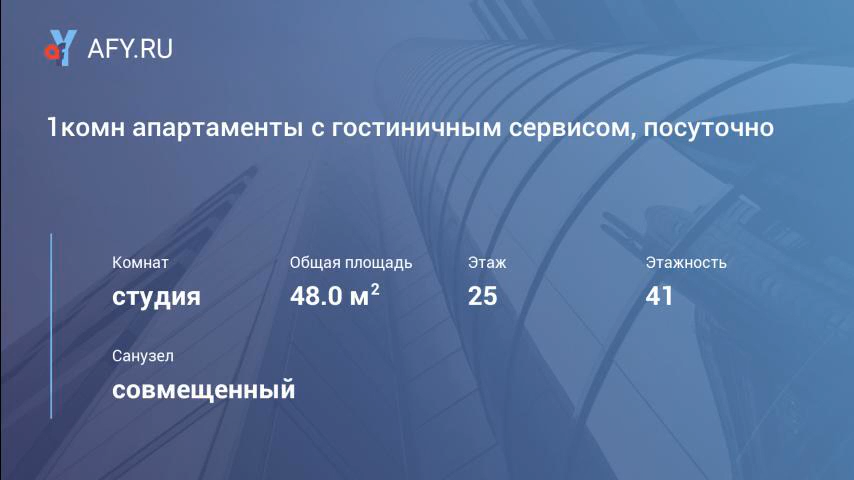 AFY.RU
1комн апартаменты с гостиничным сервисом, посуточно
Комнат
студия
Общая площадь
48.0 м²
Этаж
25
Этажность
41
Санузел
совмещенный